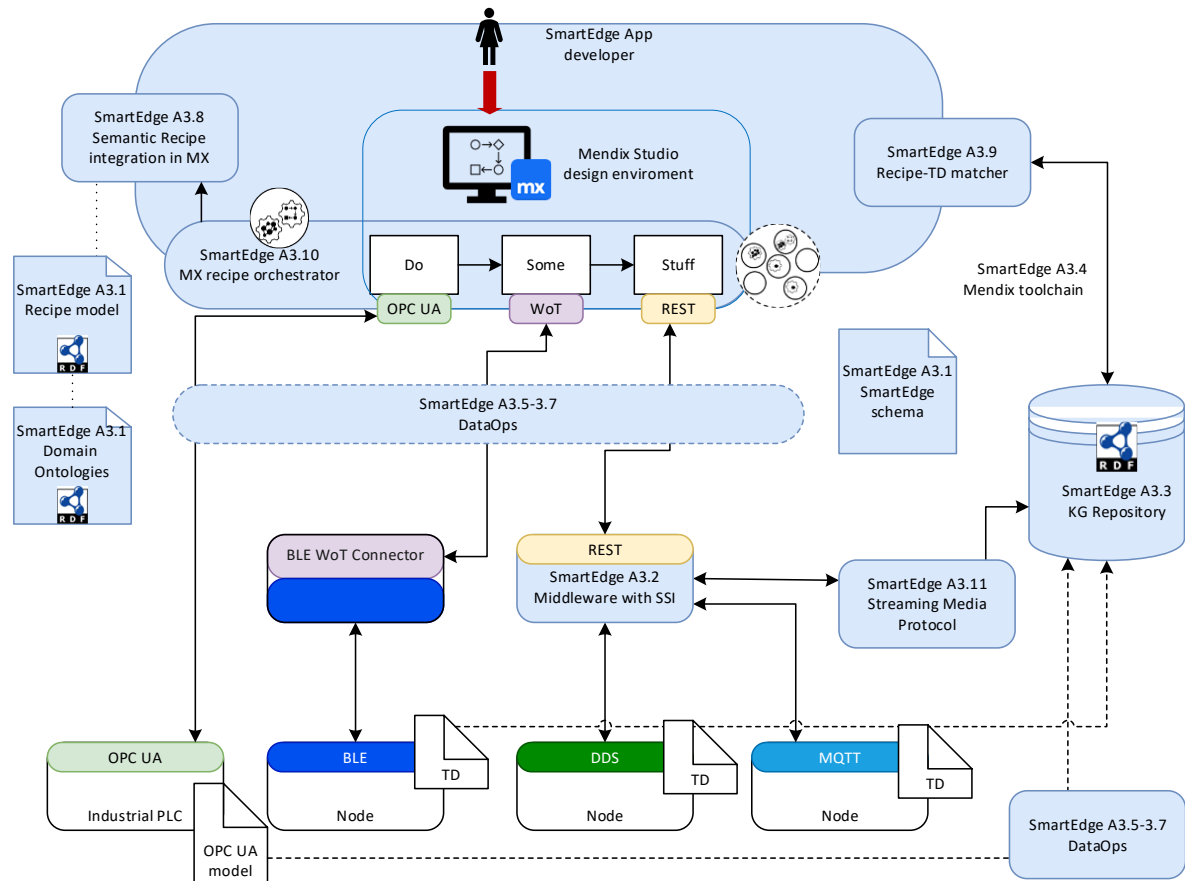 SmartEdge App
developer
SmartEdge A3.8
Semantic Recipe
integration in MX
Mendix Studio
design enviroment
mx
SmartEdge A3.9
Recipe-TD matcher
SmartEdge A3.10
MX recipe orchestrator
Do
Some
Stuff
OPC UA
WoT
REST
SmartEdge A3.4
Mendix toolchain
SmartEdge A3.1
Recipe model
RDF
SmartEdge A3.1
SmartEdge
schema
SmartEdge A3.5-3.7
DataOps
SmartEdge A3.1
Domain
Ontologies
RDF
RDF
SmartEdge A3.3
KG Repository
BLE WoT Connector
REST
SmartEdge A3.2
Middleware with SSI
SmartEdge A3.11
Streaming Media
Protocol
OPC UA
Industrial PLC
OPC UA
model
BLE
TD
Node
DDS
TD
Node
MQTT
TD
Node
SmartEdge A3.5-3.7
DataOps